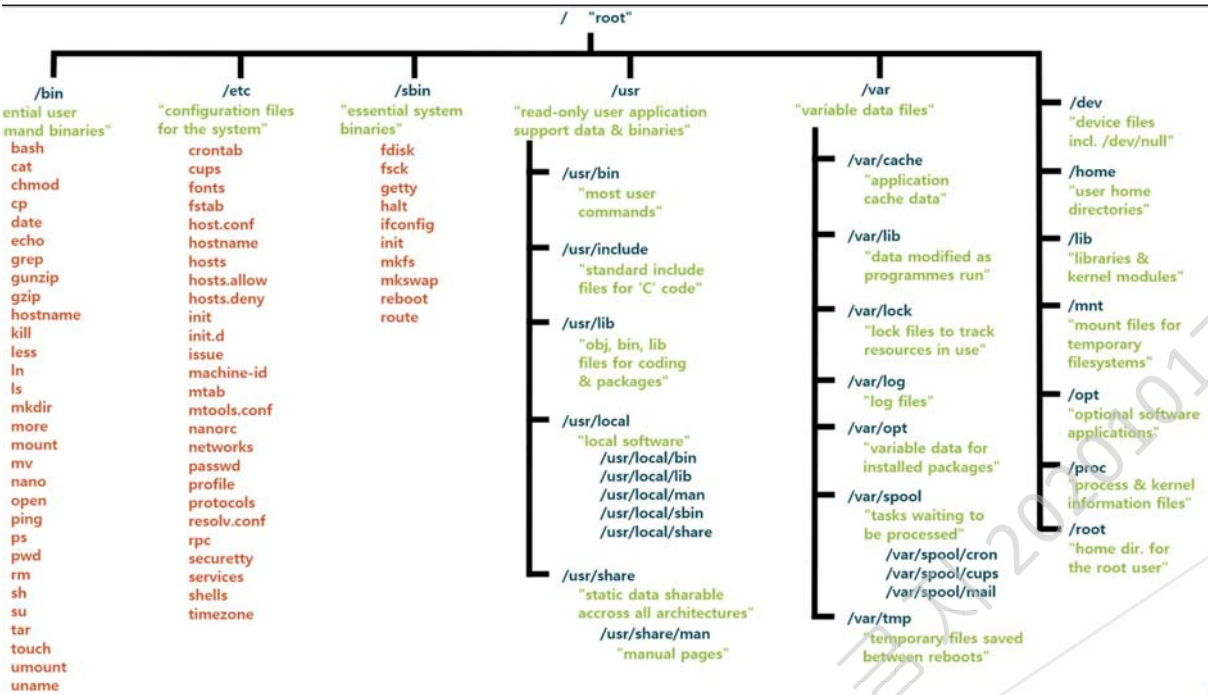 / "root"
/bin
ential user
mand binaries"
bash
cat
chmod
cp
date
echo
grep
gunzip
gzip
hostname
kill
less
ln
ls
mkdir
more
mount
mv
nano
open
ping
ps
pwd
rm
sh
su
tar
touch
umount
uname
/etc
"configuration files
for the system"
crontab
cups
fonts
fstab
host.conf
hostname
hosts
hosts.allow
hosts.deny
init
init.d
issue
machine-id
mtab
mtools.conf
nanorc
networks
passwd
profile
protocols
resolv.conf
rpc
securetty
services
shells
timezone
/sbin
"essential system
binaries"
fdisk
fsck
getty
halt
ifconfig
init
mkfs
mkswap
reboot
route
/usr
"read-only user application
support data & binaries"
/usr/bin
"most user
commands"
/usr/include
"standard include
files for 'C' code"
/usr/lib
"obj, bin, lib
files for coding
& packages"
/usr/local
"local software"
/usr/local/bin
/usr/local/lib
/usr/local/man
/usr/local/sbin
/usr/local/share
/usr/share
"static data sharable
accross all architectures"
/usr/share/man
"manual pages"
/var
"variable data files"
/var/cache
"application
cache data"
/var/lib
"data modified as
programmes run"
/var/lock
"lock files to track
resources in use"
/var/log
"log files"
/var/opt
"variable data for
installed packages"
/var/spool
"tasks waiting to
be processed"
/var/spool/cron
/var/spool/cups
/var/spool/mail
/var/tmp
"temporary files saved
between reboots"
/dev
"device files
incl. /dev/null"
/home
"user home
directories"
/lib
"libraries &
kernel modules"
/mnt
"mount files for
temporary
filesystems"
/opt
"optional software
applications"
/proc
"process & kernel
information files"
/root
"home dir. for
the root user"